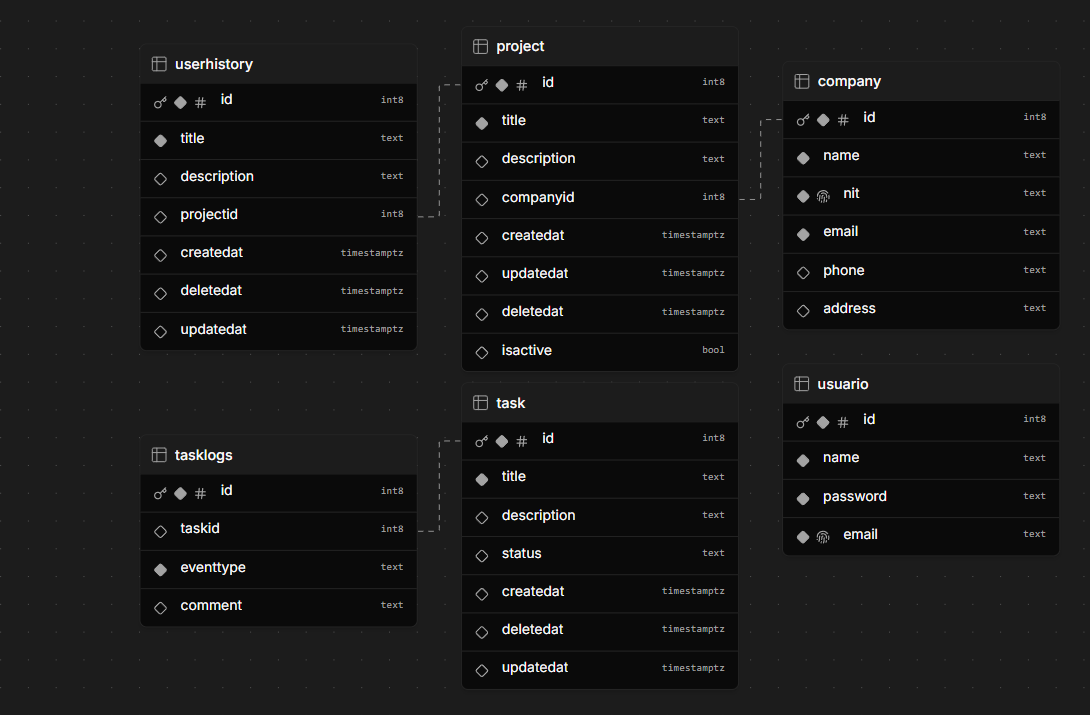 userhistory
id int8
title text
description text
projectid int8
createdat timestamptz
deletedat timestamptz
updatedat timestamptz
project
id int8
title text
description text
companyid int8
createdat timestamptz
updatedat timestamptz
deletedat timestamptz
isactive bool
company
id int8
name text
nit text
email text
phone text
address text
tasklogs
id int8
taskid int8
eventtype text
comment text
task
id int8
title text
description text
status text
createdat timestamptz
deletedat timestamptz
updatedat timestamptz
usuario
id int8
name text
password text
email text